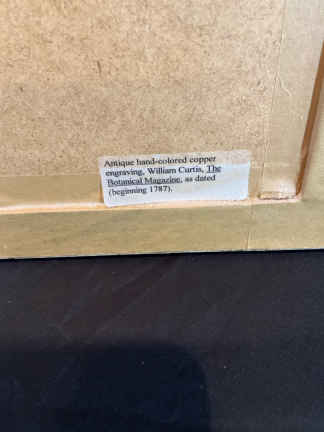 Antique hand-colored copper
engraving, William Curtis, The
Botanical Magazine, as dated
(beginning 1787).